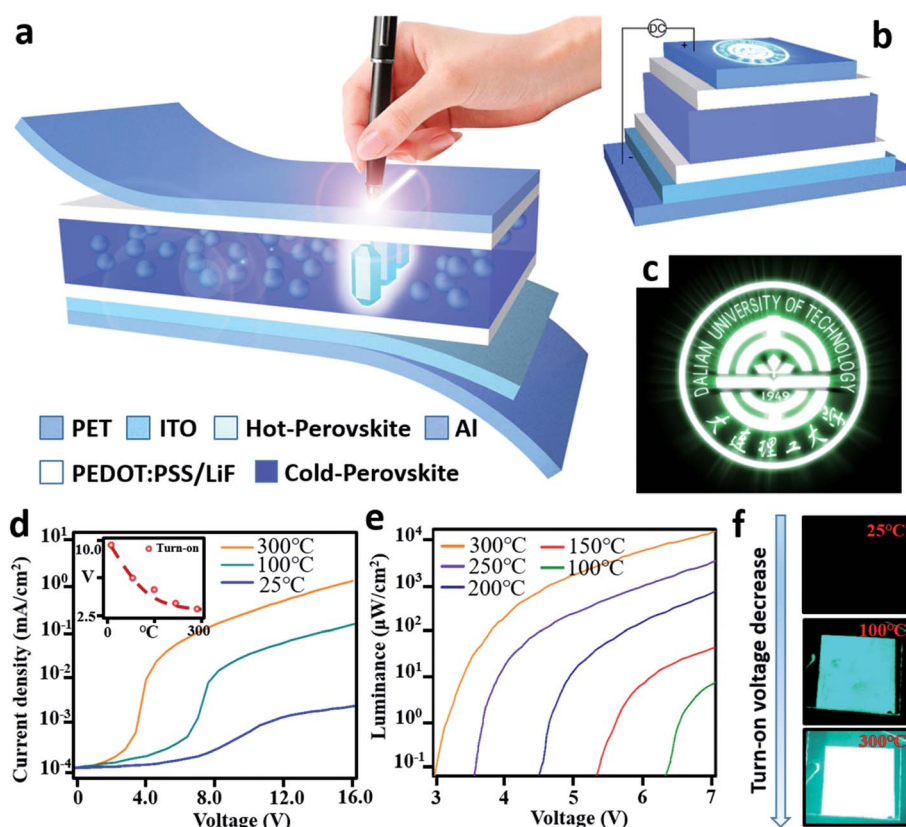 a
b
DC
+
-
c
DALIAN UNIVERSITY OF TECHNOLOGY
1949
大连理工大学
PET ITO Hot-Perovskite Al
PEDOT:PSS/LiF Cold-Perovskite
d
Current density (mA/cm²)
10¹
10⁰
10⁻¹
10⁻²
10⁻³
10⁻⁴
0 4.0 8.0 12.0 16.0
Voltage (V)
10.0
V
2.5
0 °C 300
Turn-on
300°C
100°C
25°C
e
Luminance (μW/cm²)
10⁴
10³
10²
10¹
10⁰
10⁻¹
3 4 5 6 7
Voltage (V)
300°C 150°C
250°C 100°C
200°C
f
Turn-on voltage decrease
25°C
100°C
300°C